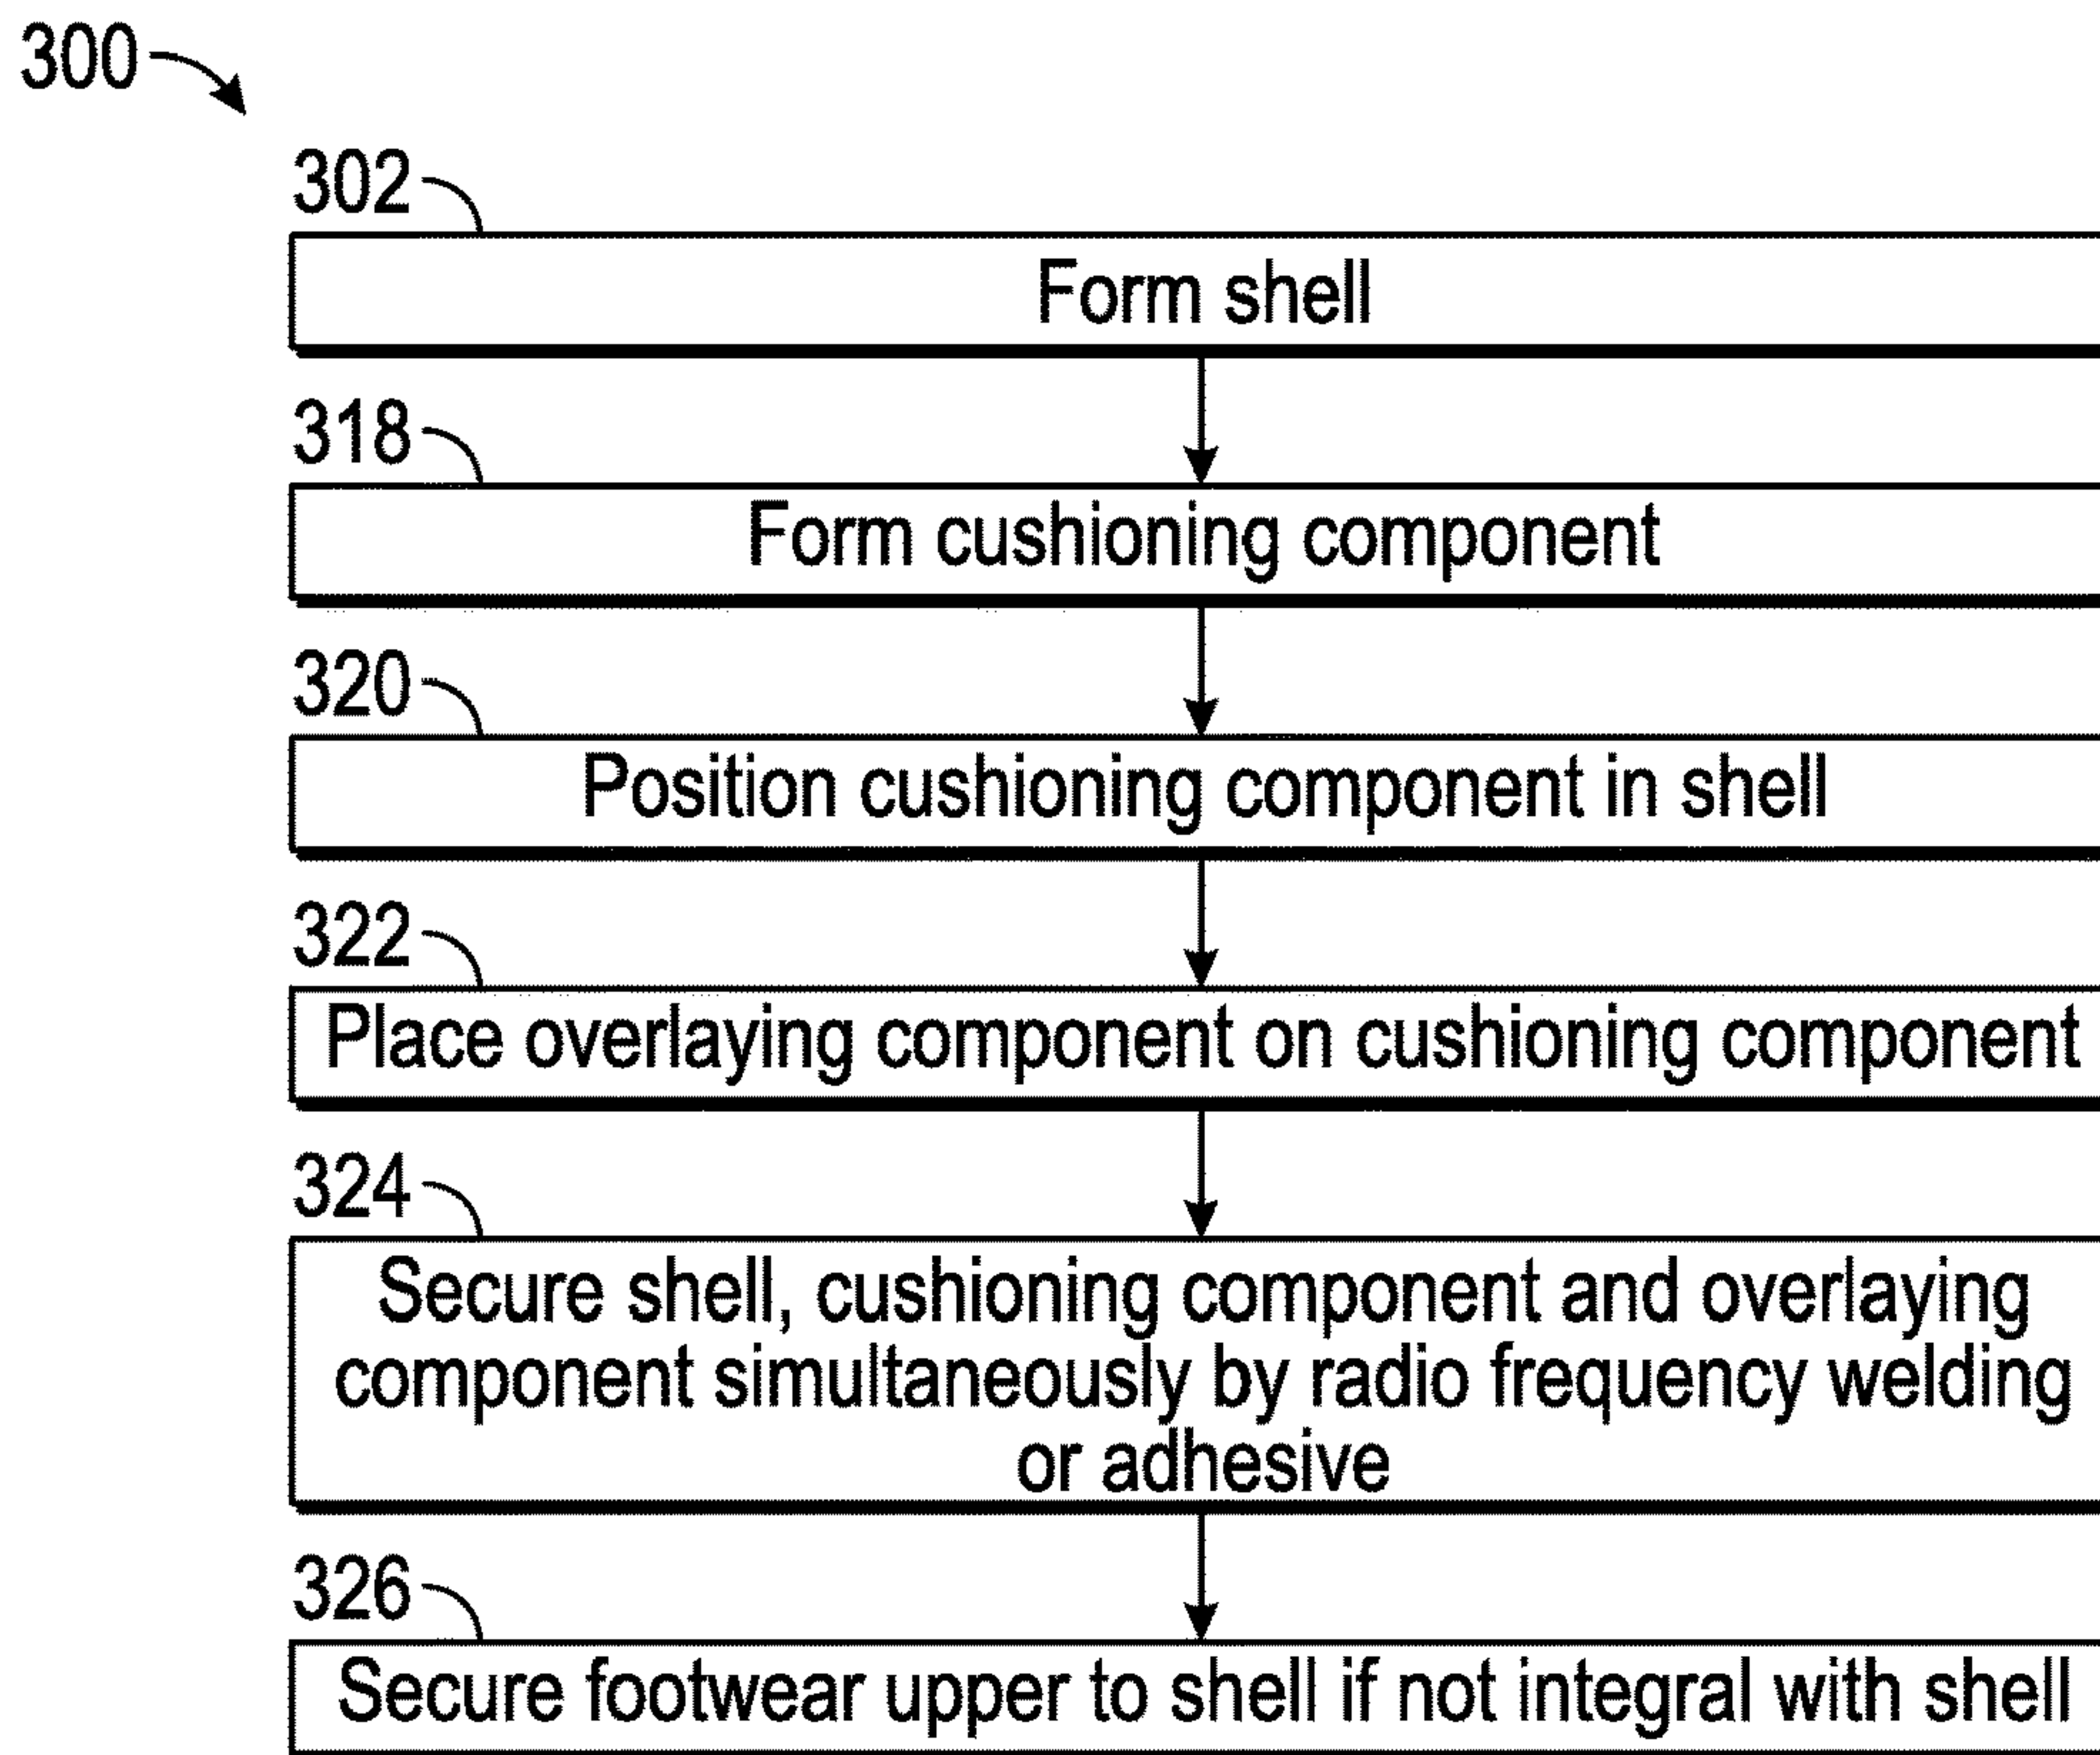 300
302
Form shell
318
Form cushioning component
320
Position cushioning component in shell
322
Place overlaying component on cushioning component
324
Secure shell, cushioning component and overlaying
component simultaneously by radio frequency welding
or adhesive
326
Secure footwear upper to shell if not integral with shell